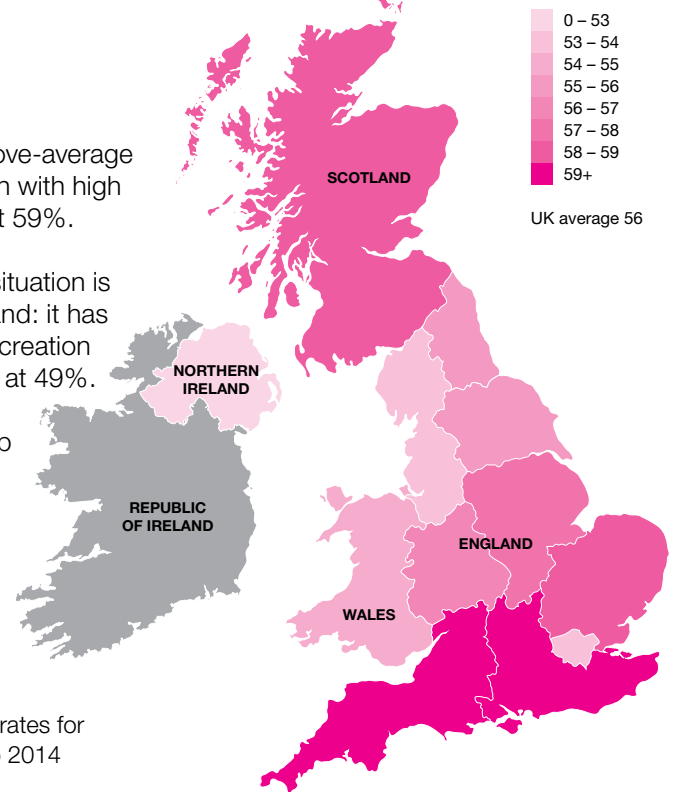 ove-average
n with high
t 59%.
situation is
and: it has
creation
at 49%.
o
rates for
2014
0 – 53
53 – 54
54 – 55
55 – 56
56 – 57
57 – 58
58 – 59
59+
UK average 56
SCOTLAND
NORTHERN
IRELAND
REPUBLIC
OF IRELAND
ENGLAND
WALES